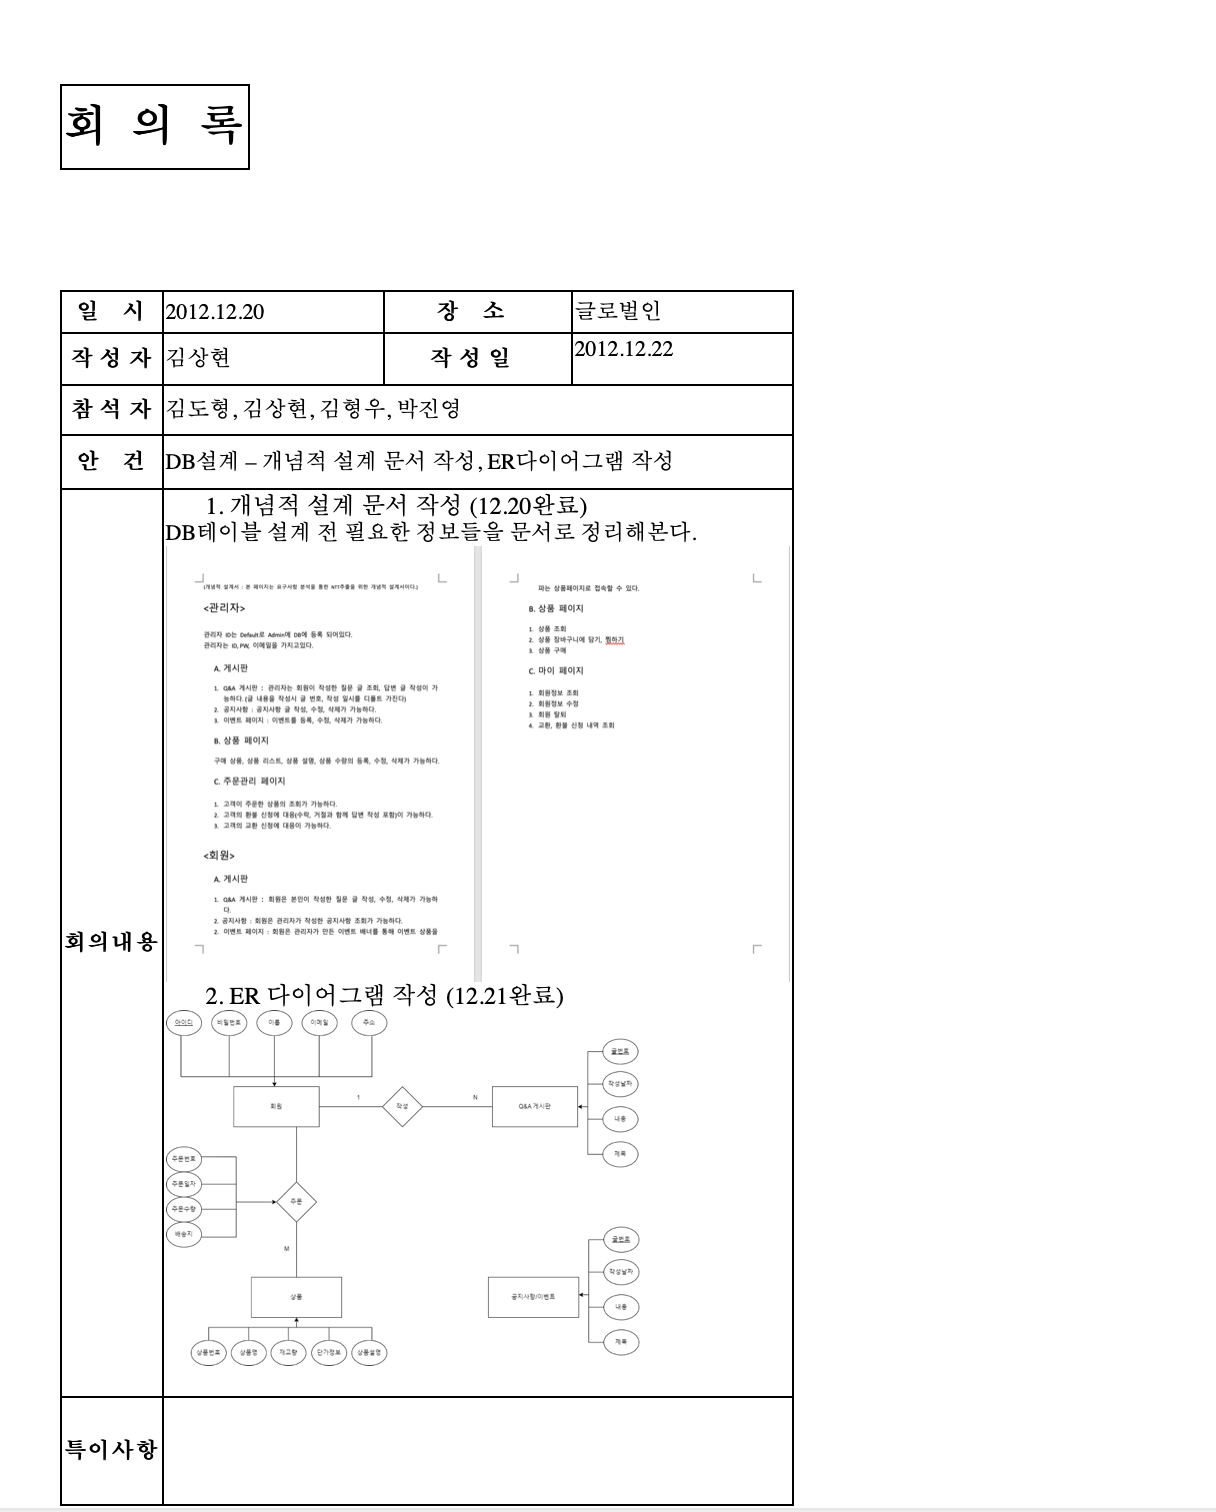 회 의 록
일 시 2012.12.20 장 소 글로벌인
작 성 자 김상현 작 성 일 2012.12.22
참 석 자 김도형, 김상현, 김형우, 박진영
안 건 DB설계 – 개념적 설계 문서 작성, ER다이어그램 작성
회의내용
1. 개념적 설계 문서 작성 (12.20완료)
DB테이블 설계 전 필요한 정보들을 문서로 정리해본다.
(개념적 설계서 : 본 페이지는 요구사항 분석을 통한 NTT추출을 위한 개념적 설계서이다.)
<관리자>
관리자 ID는 Default로 Admin에 DB에 등록 되어있다.
관리자는 ID, PW, 이메일을 가지고있다.
A. 게시판
1. Q&A 게시판 : 관리자는 회원이 작성한 질문 글 조회, 답변 글 작성이 가
능하다.(글 내용을 작성시 글 번호, 작성 일시를 디폴트 가진다)
2. 공지사항 : 공지사항 글 작성, 수정, 삭제가 가능하다.
3. 이벤트 페이지 : 이벤트를 등록, 수정, 삭제가 가능하다.
B. 상품 페이지
구매 상품, 상품 리스트, 상품 설명, 상품 수량의 등록, 수정, 삭제가 가능하다.
C. 주문관리 페이지
1. 고객이 주문한 상품의 조회가 가능하다.
2. 고객의 환불 신청에 대응(수락, 거절과 함께 답변 작성 포함)이 가능하다.
3. 고객의 교환 신청에 대응이 가능하다.
<회원>
A. 게시판
1. Q&A 게시판 : 회원은 본인이 작성한 질문 글 작성, 수정, 삭제가 가능하
다.
2. 공지사항 : 회원은 관리자가 작성한 공지사항 조회가 가능하다.
2. 이벤트 페이지 : 회원은 관리자가 만든 이벤트 배너를 통해 이벤트 상품을
파는 상품페이지로 접속할 수 있다.
B. 상품 페이지
1. 상품 조회
2. 상품 장바구니에 담기, 찜하기
3. 상품 구매
C. 마이 페이지
1. 회원정보 조회
2. 회원정보 수정
3. 회원 탈퇴
4. 교환, 환불 신청 내역 조회
2. ER 다이어그램 작성 (12.21완료)
아이디 비밀번호 이름 이메일 주소
회원 1 작성 N Q&A 게시판
글번호
작성날짜
내용
제목
주문번호
주문일자
주문수량
배송지
주문
M
상품
상품번호 상품명 재고량 단가정보 상품설명
공지사항/이벤트
글번호
작성날짜
내용
제목
특이사항